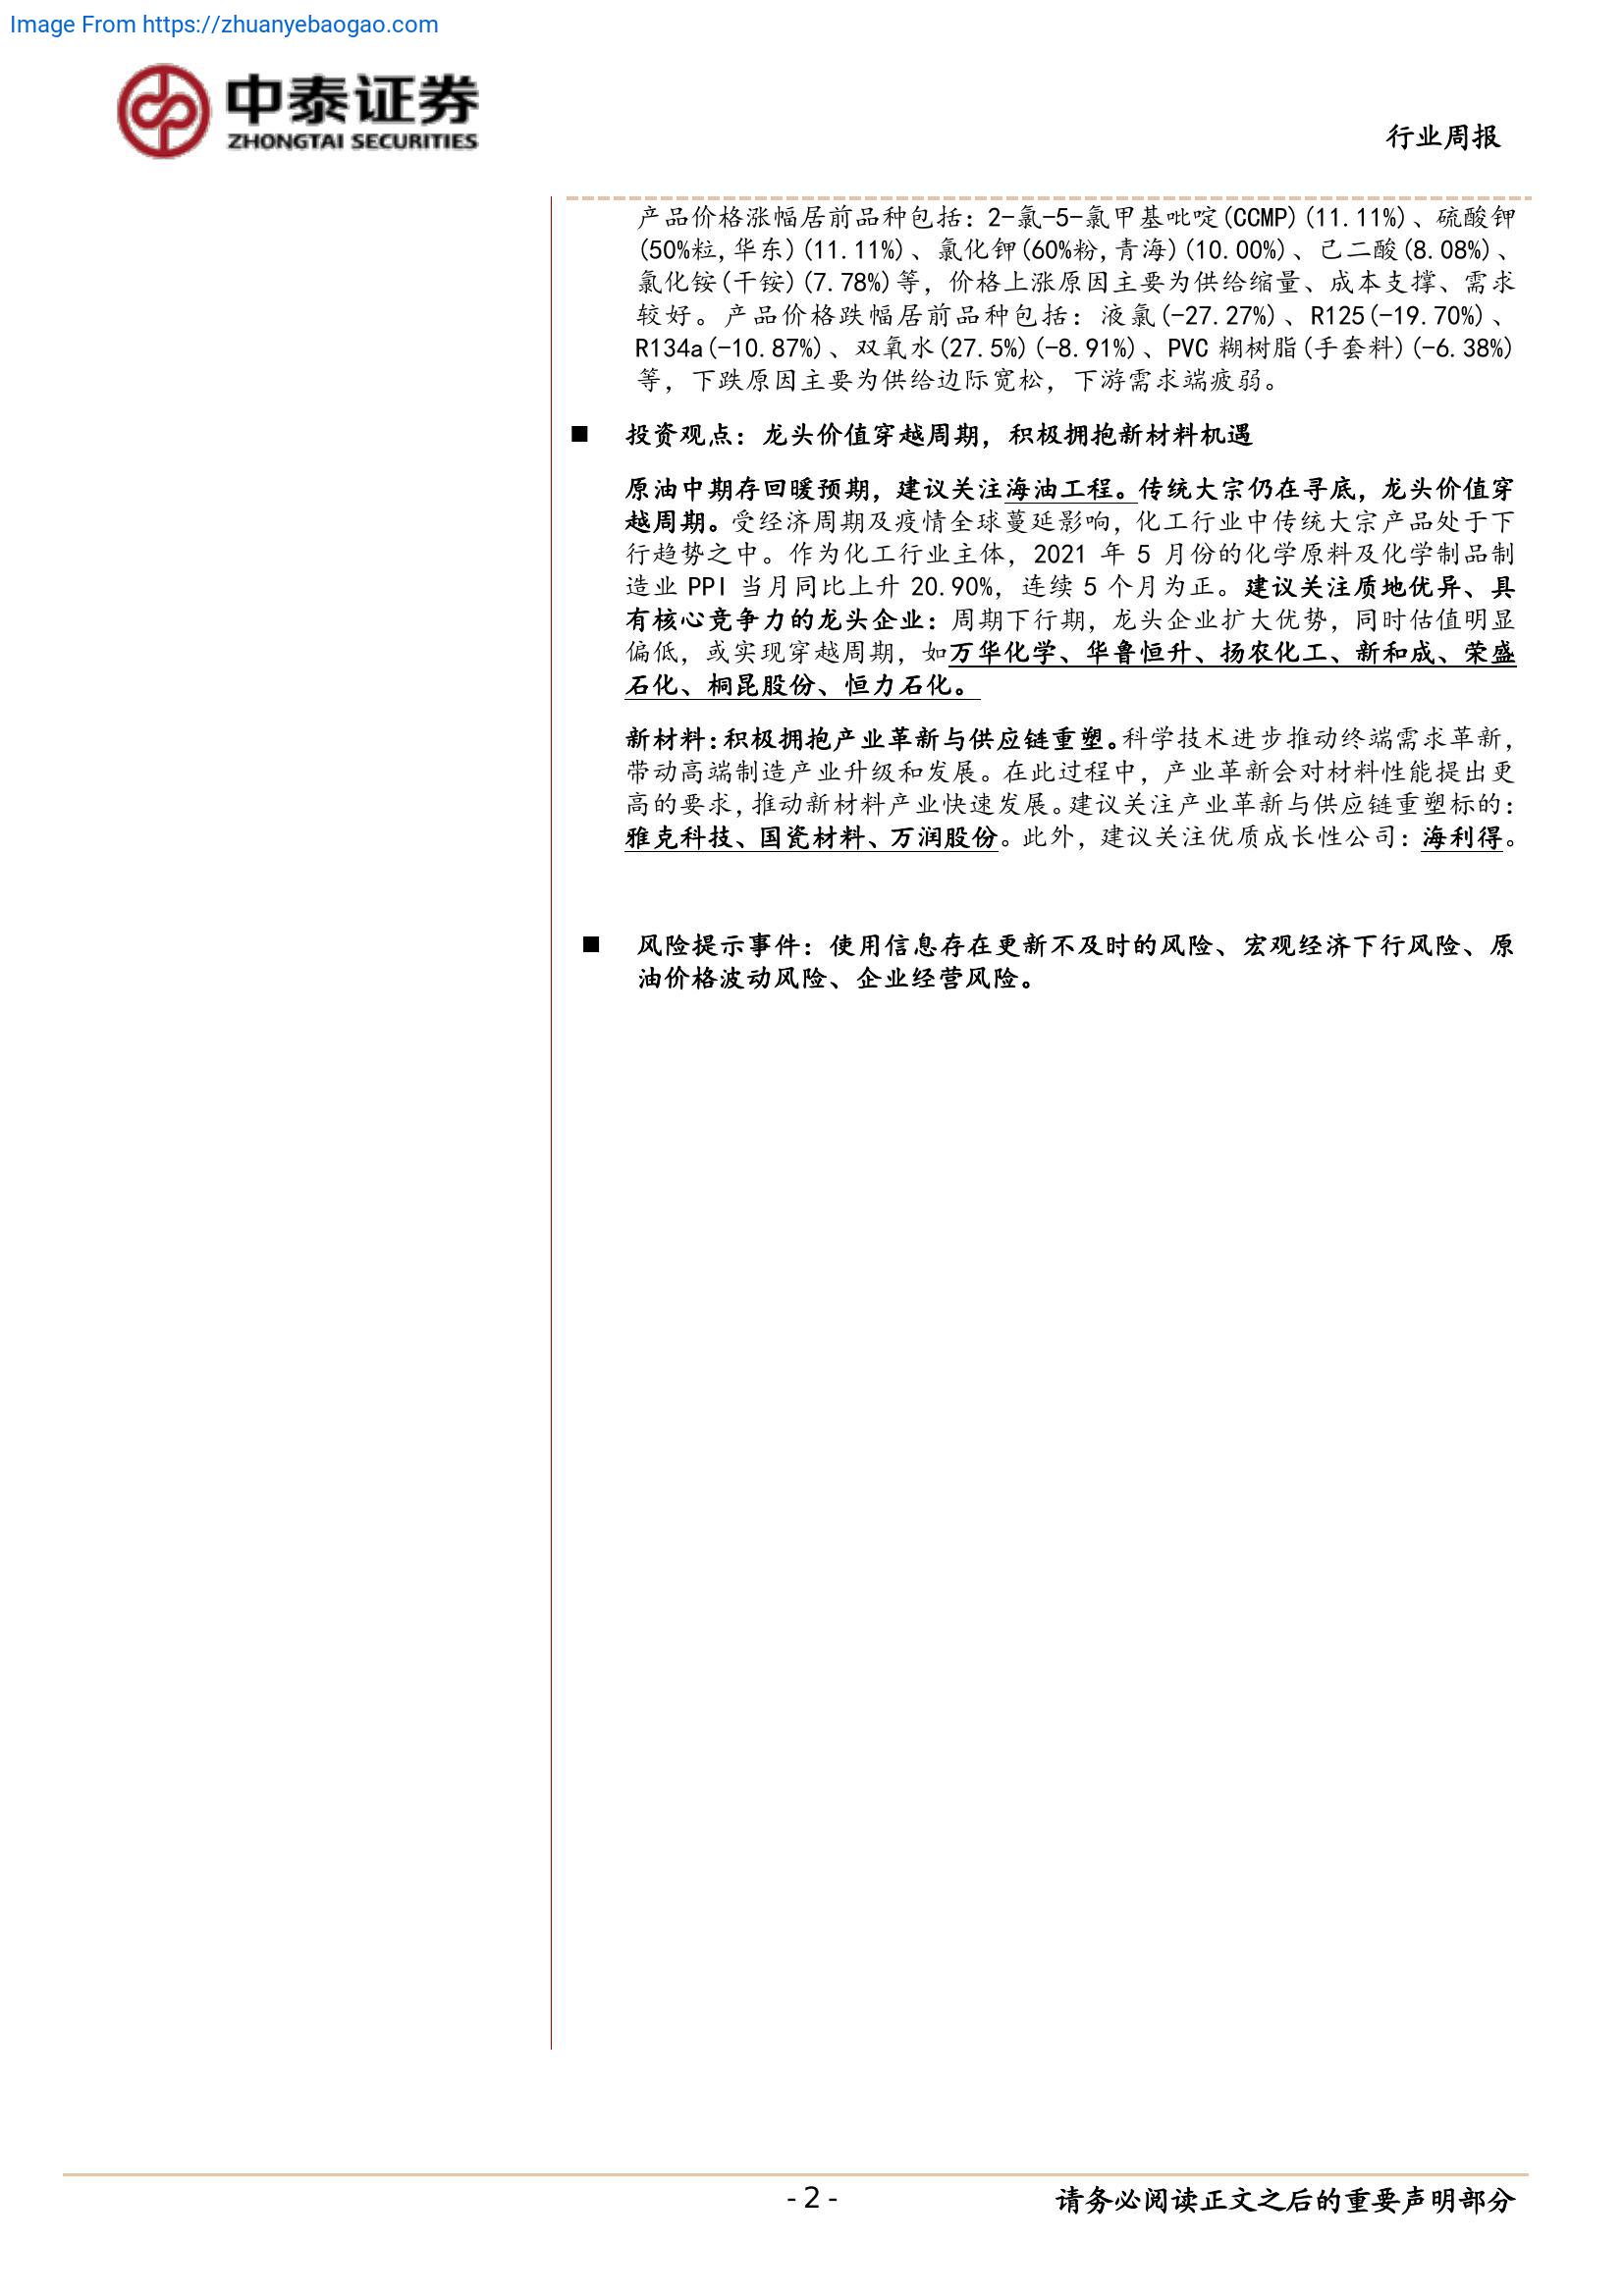 Image From https://zhuanyebaogao.com
中泰证券
ZHONGTAI SECURITIES
行业周报
产品价格涨幅居前品种包括：2-氯-5-氯甲基吡啶(CCMP)(11.11%)、硫酸钾
(50%粒,华东)(11.11%)、氯化钾(60%粉,青海)(10.00%)、己二酸(8.08%)、
氯化铵(干铵)(7.78%)等，价格上涨原因主要为供给缩量、成本支撑、需求
较好。产品价格跌幅居前品种包括：液氯(-27.27%)、R125(-19.70%)、
R134a(-10.87%)、双氧水(27.5%)(-8.91%)、PVC 糊树脂(手套料)(-6.38%)
等，下跌原因主要为供给边际宽松，下游需求端疲弱。
■ 投资观点：龙头价值穿越周期，积极拥抱新材料机遇
原油中期存回暖预期，建议关注海油工程。传统大宗仍在寻底，龙头价值穿
越周期。受经济周期及疫情全球蔓延影响，化工行业中传统大宗产品处于下
行趋势之中。作为化工行业主体，2021 年 5 月份的化学原料及化学制品制
造业 PPI 当月同比上升 20.90%，连续 5 个月为正。建议关注质地优异、具
有核心竞争力的龙头企业：周期下行期，龙头企业扩大优势，同时估值明显
偏低，或实现穿越周期，如万华化学、华鲁恒升、扬农化工、新和成、荣盛
石化、桐昆股份、恒力石化。
新材料：积极拥抱产业革新与供应链重塑。科学技术进步推动终端需求革新，
带动高端制造产业升级和发展。在此过程中，产业革新会对材料性能提出更
高的要求，推动新材料产业快速发展。建议关注产业革新与供应链重塑标的：
雅克科技、国瓷材料、万润股份。此外，建议关注优质成长性公司：海利得。
■ 风险提示事件：使用信息存在更新不及时的风险、宏观经济下行风险、原
油价格波动风险、企业经营风险。
- 2 -
请务必阅读正文之后的重要声明部分